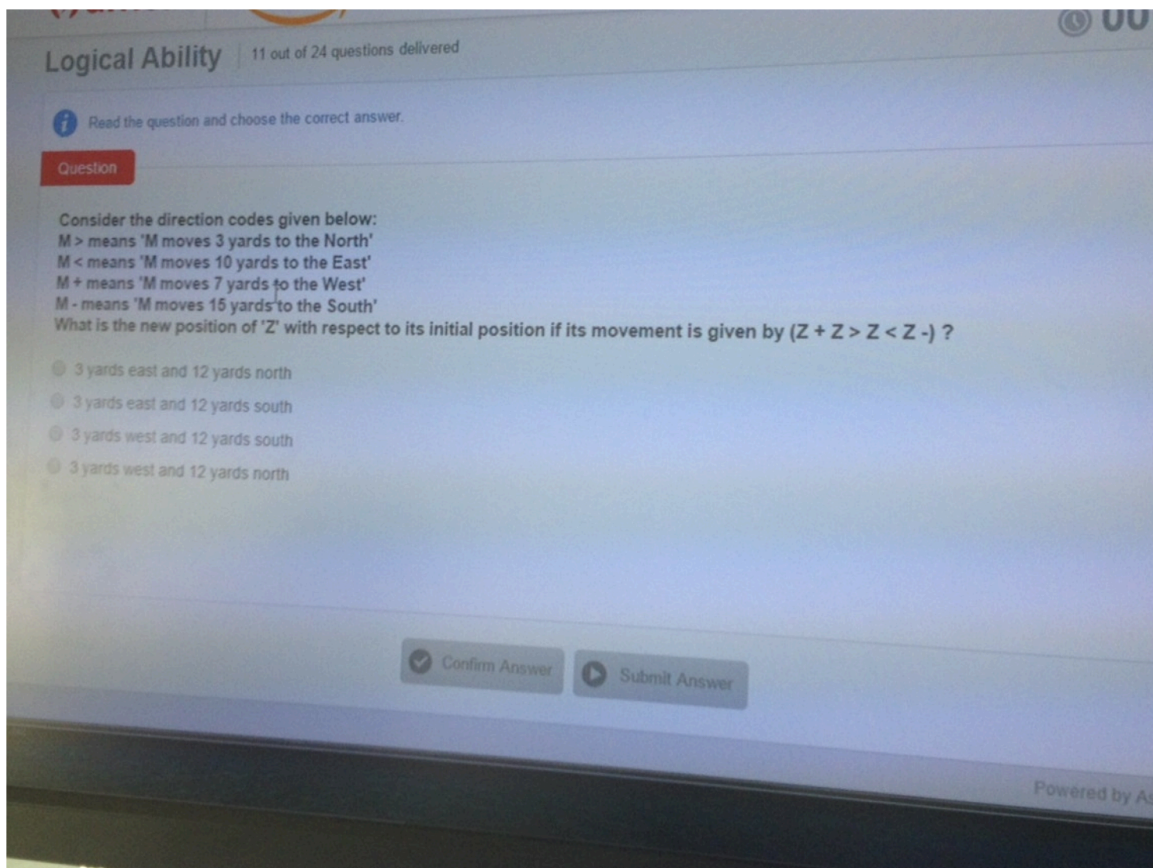 Logical Ability 11 out of 24 questions delivered
Read the question and choose the correct answer.
Question
Consider the direction codes given below:
M > means 'M moves 3 yards to the North'
M < means 'M moves 10 yards to the East'
M + means 'M moves 7 yards to the West'
M - means 'M moves 15 yards to the South'
What is the new position of 'Z' with respect to its initial position if its movement is given by (Z + Z > Z < Z -) ?
3 yards east and 12 yards north
3 yards east and 12 yards south
3 yards west and 12 yards south
3 yards west and 12 yards north
Confirm Answer
Submit Answer
Powered by